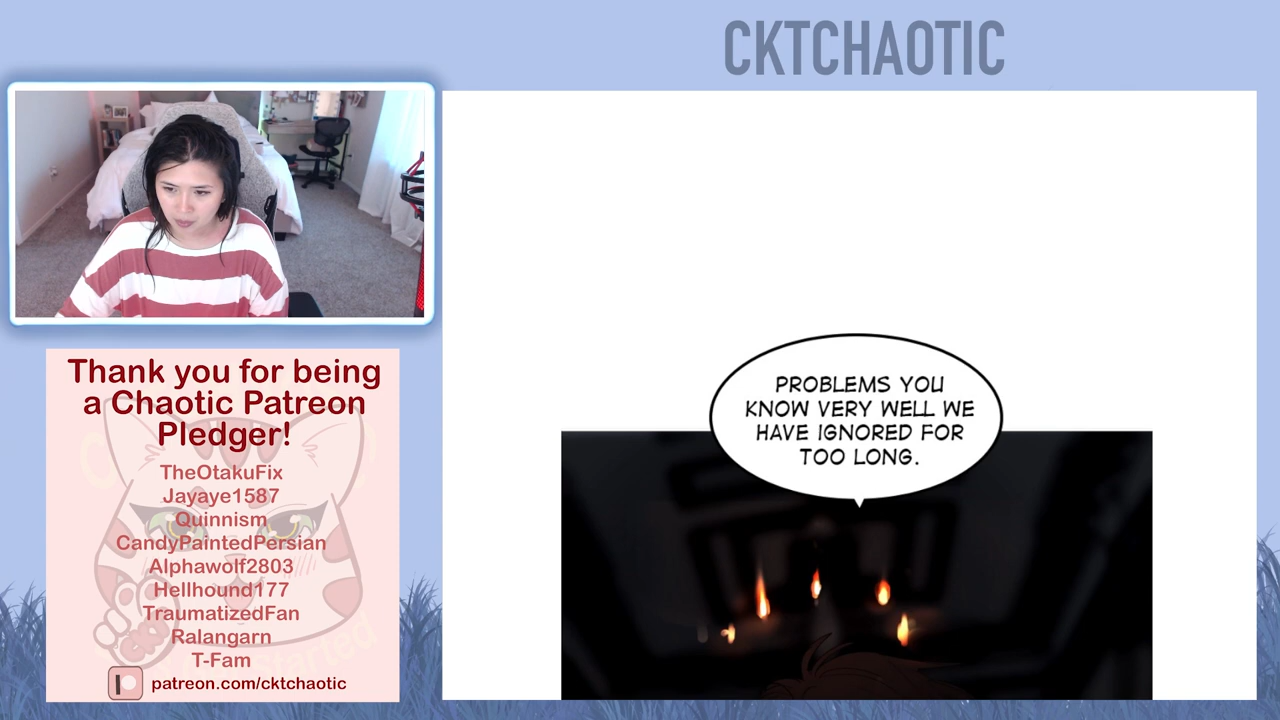 CKTCHAOTIC
Thank you for being
a Chaotic Patreon
Pledger!
TheOtakuFix
Jayaye1587
Quinnism
CandyPaintedPersian
Alphawolf2803
Hellhound177
TraumatizedFan
Ralangarn
T-Fam
patreon.com/cktchaotic
PROBLEMS YOU
KNOW VERY WELL WE
HAVE IGNORED FOR
TOO LONG.